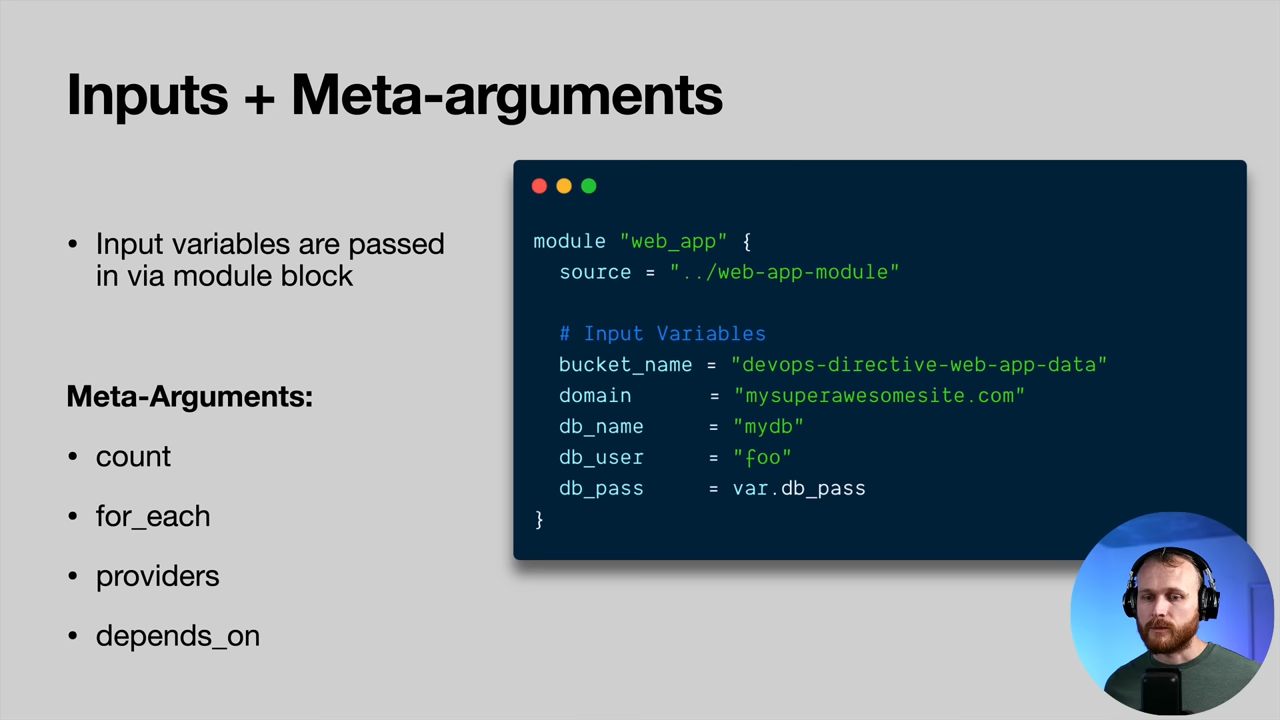 Inputs + Meta-arguments
• Input variables are passed
in via module block
Meta-Arguments:
• count
• for_each
• providers
• depends_on
module "web_app" {
  source = "../web-app-module"
  # Input Variables
  bucket_name = "devops-directive-web-app-data"
  domain      = "mysuperawesomesite.com"
  db_name     = "mydb"
  db_user     = "foo"
  db_pass     = var.db_pass
}